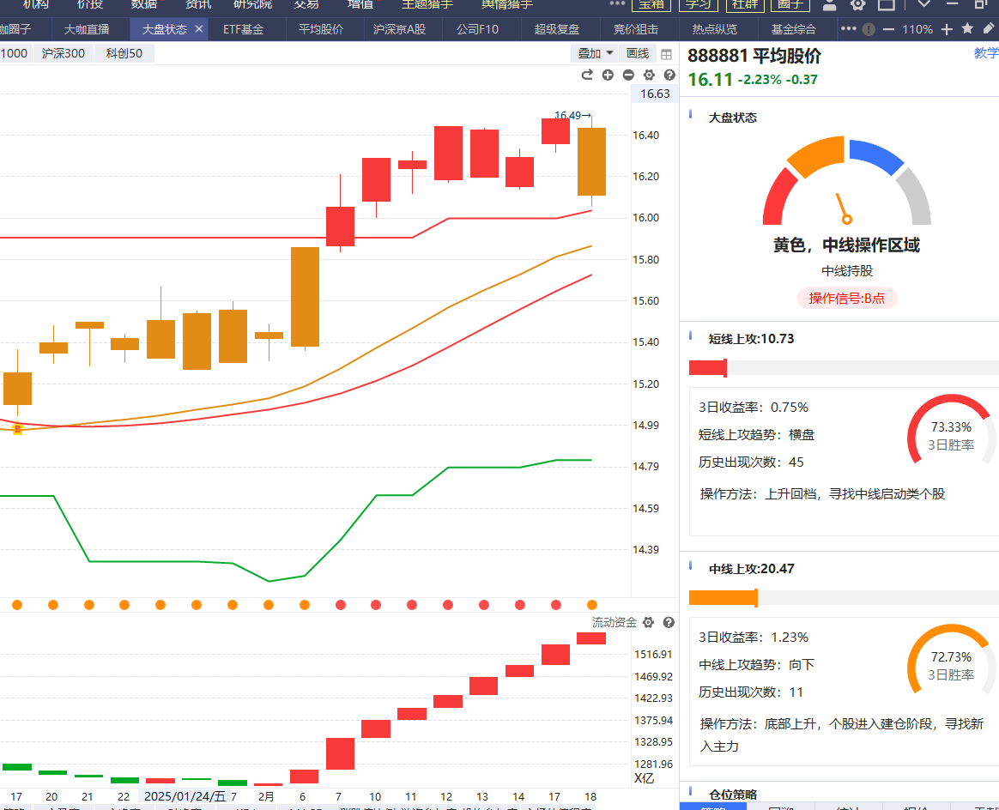 机构 价投 数据 资讯 研究院 交易 增值 主题猎手 舆情猎手 ••• 宝箱 学习 社群 圈子
咖圈子 大咖直播 大盘状态 × ETF基金 平均股价 沪深京A股 公司F10 超级复盘 竞价狙击 热点纵览 基金综合 ••• 110%
1000 沪深300 科创50 叠加 画线
888881 平均股价 教学
16.11 -2.23% -0.37
16.63
16.49→
16.40
16.20
16.00
15.80
15.60
15.40
15.20
14.99
14.79
14.59
14.39
B
流动资金
1516.91
1469.92
1422.93
1375.94
1328.95
1281.96
X亿
17 20 21 22 2025/01/24/五 7 2月 6 7 10 11 12 13 14 17 18
大盘状态
黄色，中线操作区域
中线持股
操作信号:B点
短线上攻:10.73
3日收益率：0.75%
短线上攻趋势：横盘
历史出现次数：45
73.33%
3日胜率
操作方法：上升回档，寻找中线启动类个股
中线上攻:20.47
3日收益率：1.23%
中线上攻趋势：向下
历史出现次数：11
72.73%
3日胜率
操作方法：底部上升，个股进入建仓阶段，寻找新
入主力
仓位策略